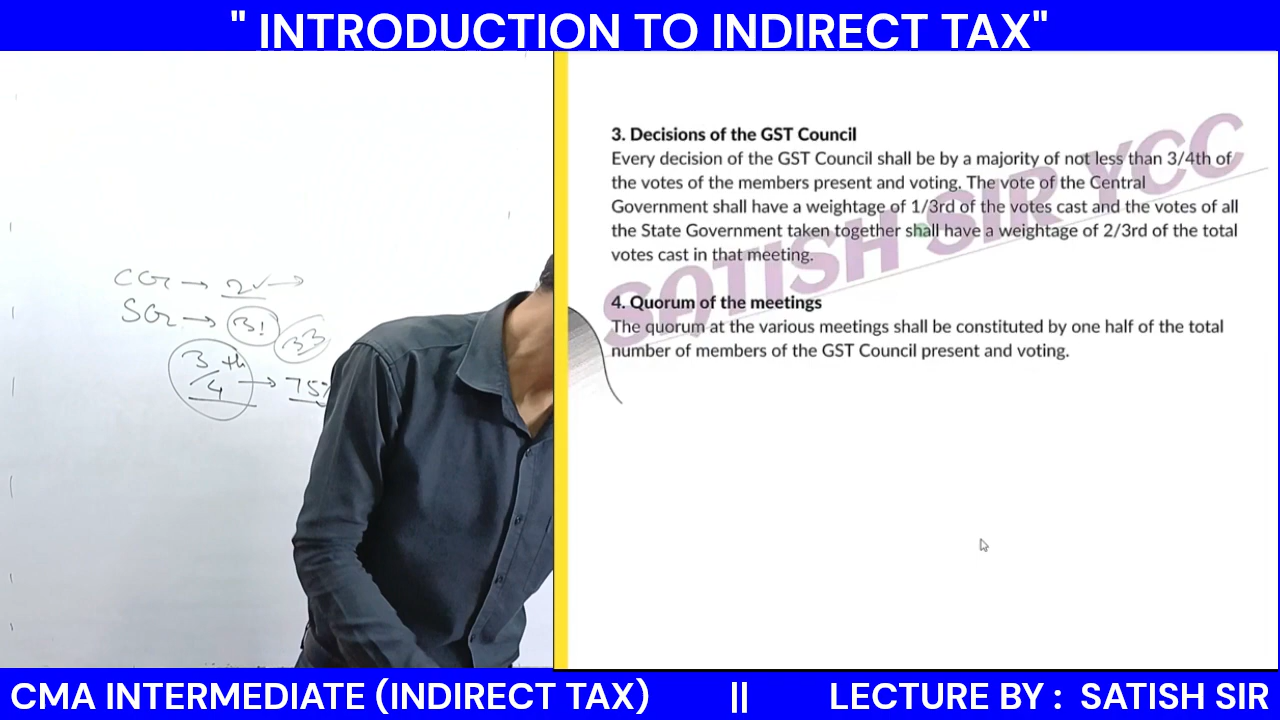 " INTRODUCTION TO INDIRECT TAX"
CGr → 2 →
SGr → 31 33
3/4 th → 75%
3. Decisions of the GST Council
Every decision of the GST Council shall be by a majority of not less than 3/4th of
the votes of the members present and voting. The vote of the Central
Government shall have a weightage of 1/3rd of the votes cast and the votes of all
the State Government taken together shall have a weightage of 2/3rd of the total
votes cast in that meeting.
4. Quorum of the meetings
The quorum at the various meetings shall be constituted by one half of the total
number of members of the GST Council present and voting.
SATISH SIR YCC
CMA INTERMEDIATE (INDIRECT TAX) || LECTURE BY : SATISH SIR